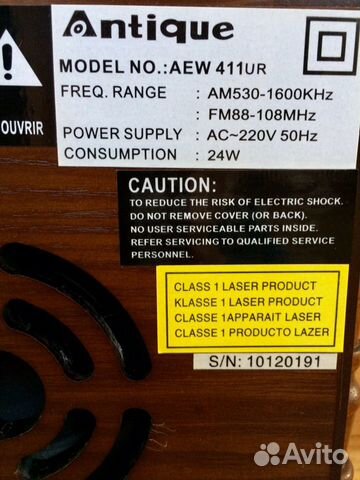 Antique
MODEL NO.:AEW 411UR
FREQ. RANGE : AM530-1600KHz
FM88-108MHz
POWER SUPPLY : AC~220V 50Hz
CONSUMPTION : 24W
OUVRIR
CAUTION:
TO REDUCE THE RISK OF ELECTRIC SHOCK.
DO NOT REMOVE COVER (OR BACK).
NO USER SERVICEABLE PARTS INSIDE.
REFER SERVICING TO QUALIFIED SERVICE
PERSONNEL.
CLASS 1 LASER PRODUCT
KLASSE 1 LASER PRODUCT
CLASSE 1APPARAIT LASER
CLASSE 1 PRODUCTO LAZER
S/N: 10120191
Avito